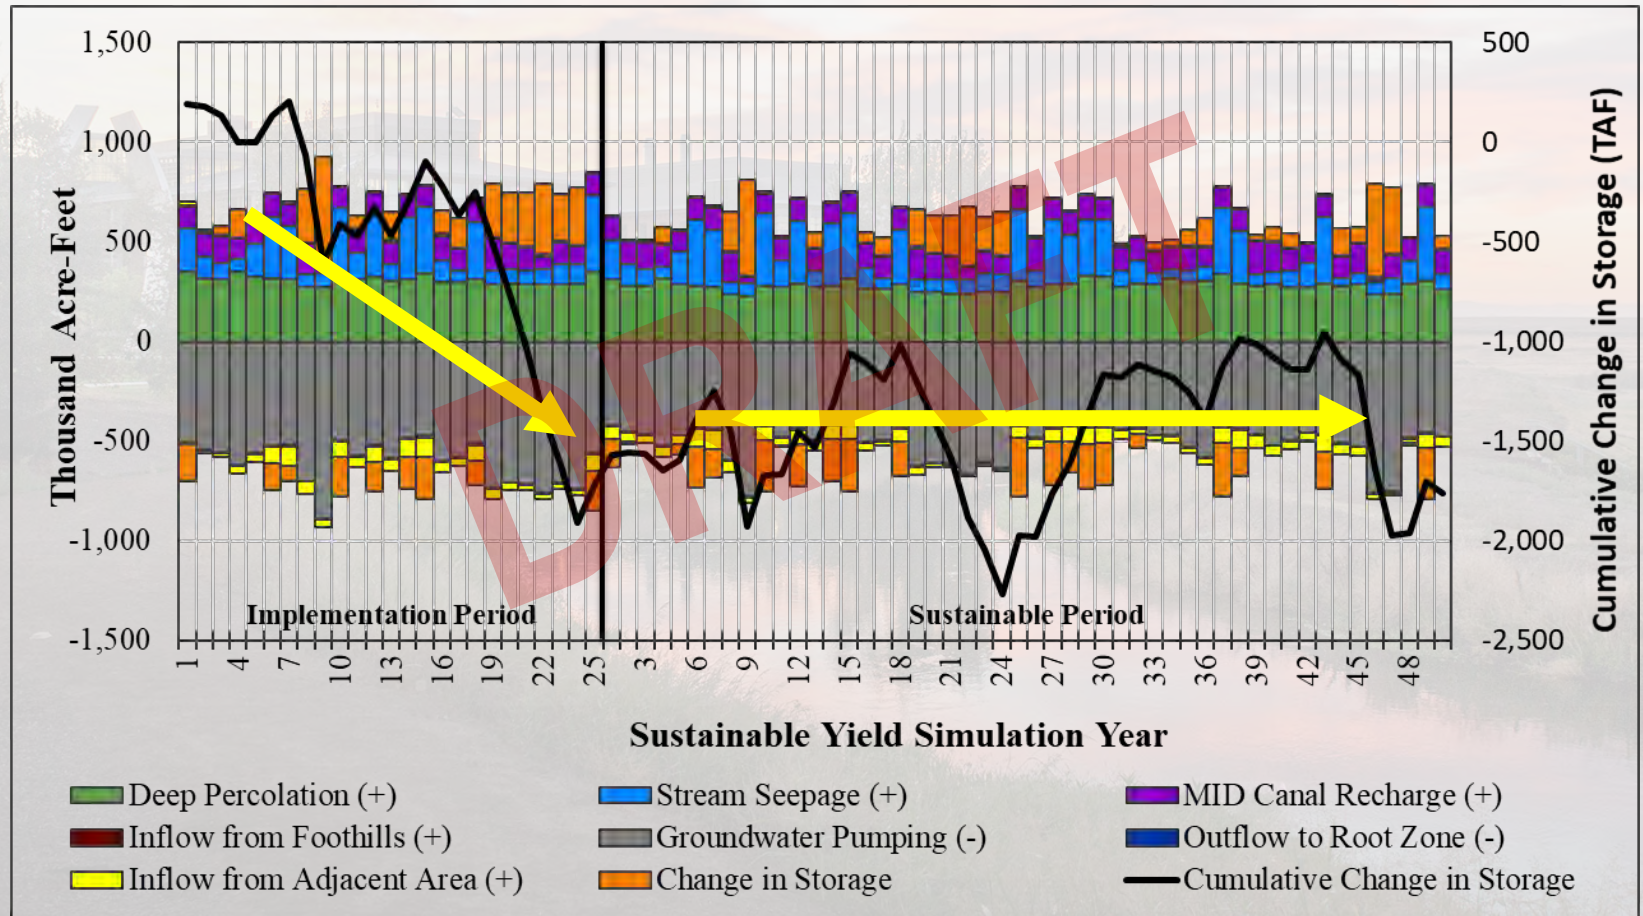 1,500
1,000
500
0
-500
-1,000
-1,500
Thousand Acre-Feet
500
0
-500
-1,000
-1,500
-2,000
-2,500
Cumulative Change in Storage (TAF)
DRAFT
Implementation Period
Sustainable Period
1 4 7 10 13 16 19 22 25 3 6 9 12 15 18 21 24 27 30 33 36 39 42 45 48
Sustainable Yield Simulation Year
Deep Percolation (+)
Stream Seepage (+)
MID Canal Recharge (+)
Inflow from Foothills (+)
Groundwater Pumping (-)
Outflow to Root Zone (-)
Inflow from Adjacent Area (+)
Change in Storage
Cumulative Change in Storage